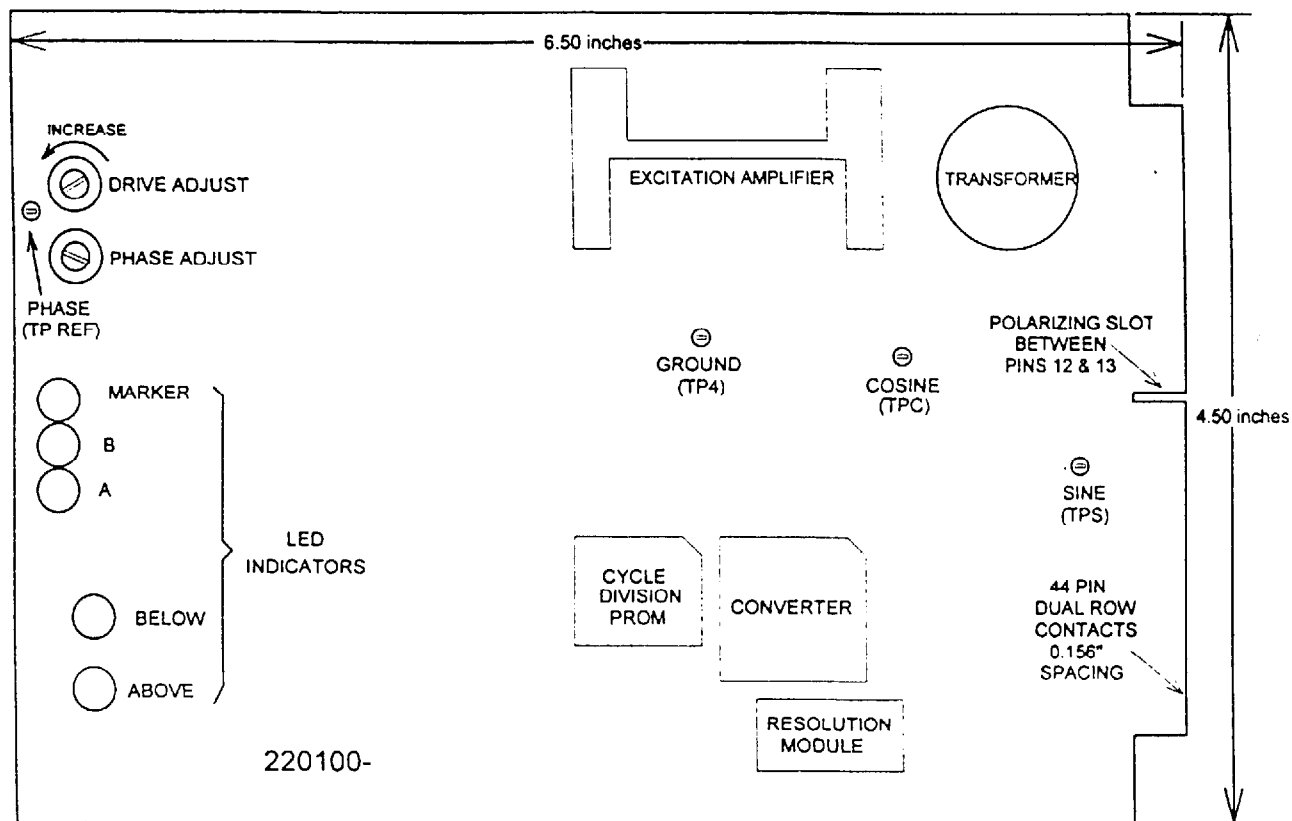 6.50 inches
INCREASE
DRIVE ADJUST
EXCITATION AMPLIFIER
TRANSFORMER
PHASE ADJUST
PHASE
(TP REF)
GROUND
(TP4)
COSINE
(TPC)
POLARIZING SLOT
BETWEEN
PINS 12 & 13
4.50 inches
MARKER
B
A
SINE
(TPS)
LED
INDICATORS
BELOW
ABOVE
CYCLE
DIVISION
PROM
CONVERTER
44 PIN
DUAL ROW
CONTACTS
0.156"
SPACING
RESOLUTION
MODULE
220100-